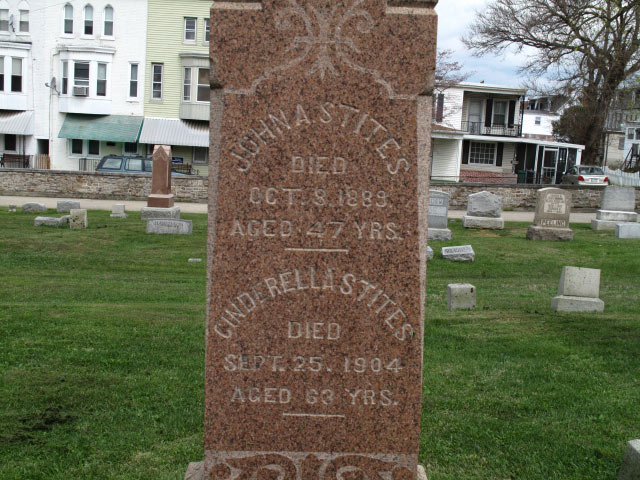 JOHN A. STITES
DIED
OCT. 8, 1889.
AGED 47 YRS.
CINDERELLA STITES
DIED
SEPT. 25, 1904
AGED 63 YRS.